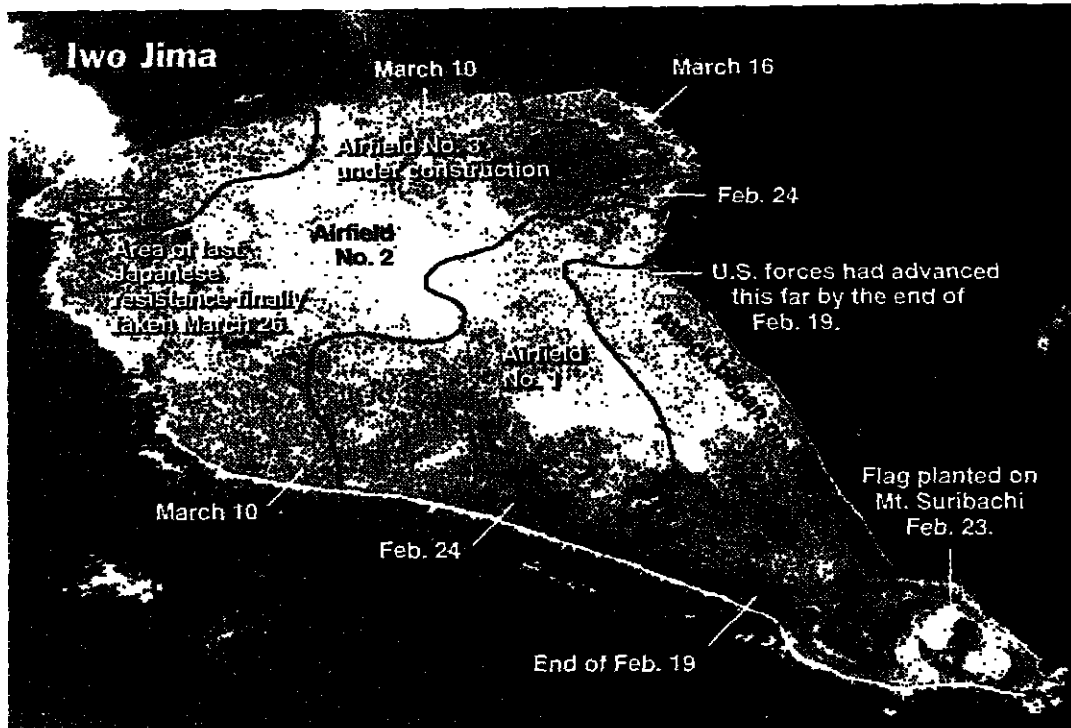 Iwo Jima
March 10
March 16
Airfield No. 3
under construction
Feb. 24
Airfield
No. 2
Area of last
Japanese
resistance finally
taken March 26.
U.S. forces had advanced
this far by the end of
Feb. 19.
Airfield
No. 1
Flag planted on
Mt. Suribachi
Feb. 23.
March 10
Feb. 24
End of Feb. 19